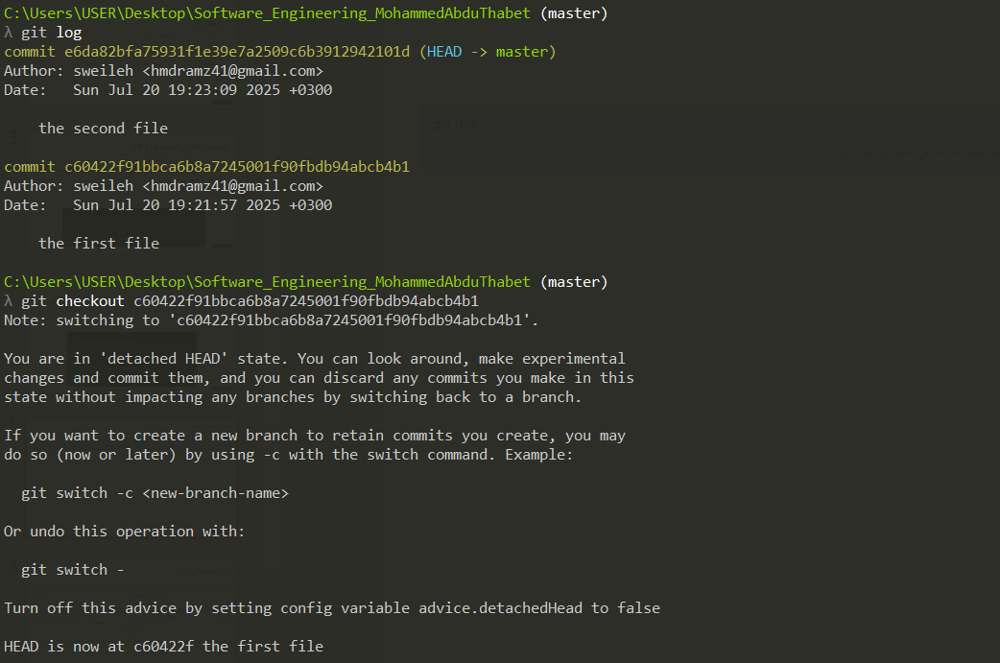 C:\Users\USER\Desktop\Software_Engineering_MohammedAbduThabet (master)
λ git log
commit e6da82bfa75931f1e39e7a2509c6b3912942101d (HEAD -> master)
Author: sweileh <hmdramz41@gmail.com>
Date:   Sun Jul 20 19:23:09 2025 +0300
    the second file
commit c60422f91bbca6b8a7245001f90fbdb94abcb4b1
Author: sweileh <hmdramz41@gmail.com>
Date:   Sun Jul 20 19:21:57 2025 +0300
    the first file
C:\Users\USER\Desktop\Software_Engineering_MohammedAbduThabet (master)
λ git checkout c60422f91bbca6b8a7245001f90fbdb94abcb4b1
Note: switching to 'c60422f91bbca6b8a7245001f90fbdb94abcb4b1'.
You are in 'detached HEAD' state. You can look around, make experimental
changes and commit them, and you can discard any commits you make in this
state without impacting any branches by switching back to a branch.
If you want to create a new branch to retain commits you create, you may
do so (now or later) by using -c with the switch command. Example:
  git switch -c <new-branch-name>
Or undo this operation with:
  git switch -
Turn off this advice by setting config variable advice.detachedHead to false
HEAD is now at c60422f the first file